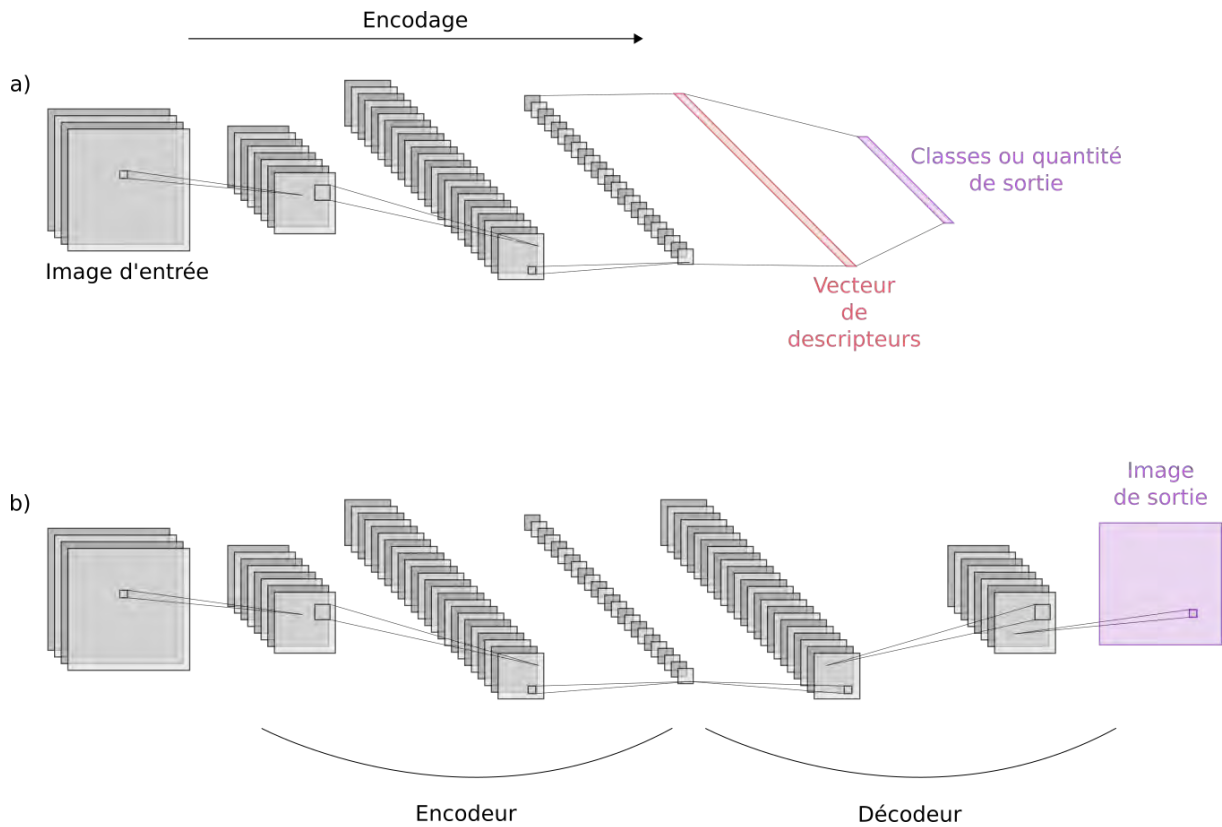 Encodage
a)
Image d'entrée
Classes ou quantité
de sortie
Vecteur
de
descripteurs
b)
Image
de sortie
Encodeur
Décodeur